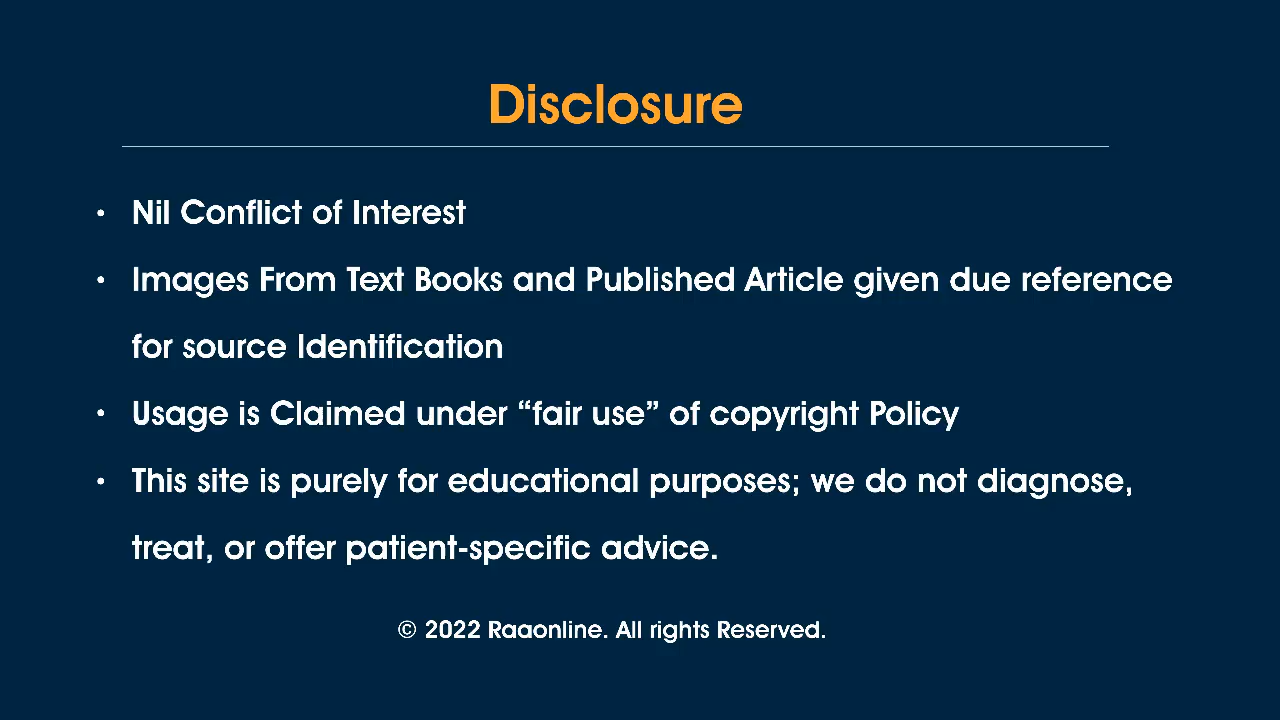 Disclosure
• Nil Conflict of Interest
• Images From Text Books and Published Article given due reference
for source Identification
• Usage is Claimed under “fair use” of copyright Policy
• This site is purely for educational purposes; we do not diagnose,
treat, or offer patient-specific advice.
© 2022 Raaonline. All rights Reserved.